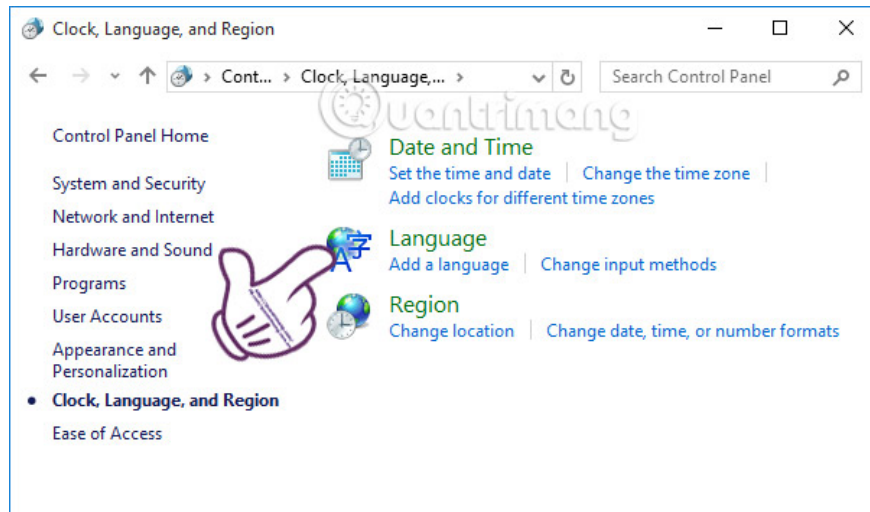 Clock, Language, and Region
Cont... > Clock, Language,... >
Search Control Panel
Quantrimang
Control Panel Home
System and Security
Network and Internet
Hardware and Sound
Programs
User Accounts
Appearance and
Personalization
Clock, Language, and Region
Ease of Access
Date and Time
Set the time and date | Change the time zone |
Add clocks for different time zones
Language
Add a language | Change input methods
Region
Change location | Change date, time, or number formats